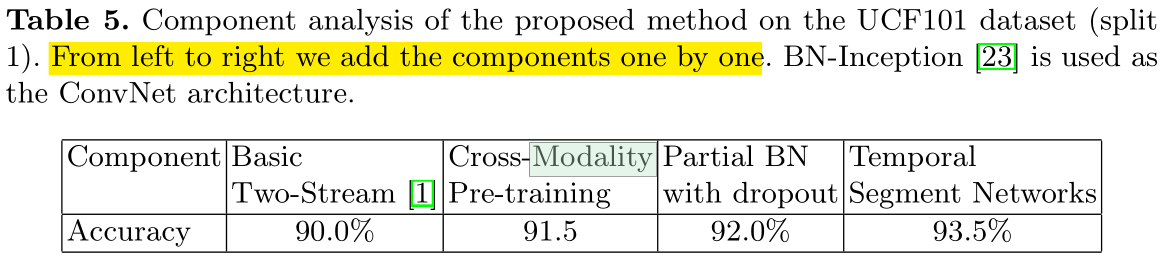 Table 5. Component analysis of the proposed method on the UCF101 dataset (split
1). From left to right we add the components one by one. BN-Inception [23] is used as
the ConvNet architecture.
Component Basic Two-Stream [1] Cross-Modality Pre-training Partial BN with dropout Temporal Segment Networks
Accuracy 90.0% 91.5 92.0% 93.5%